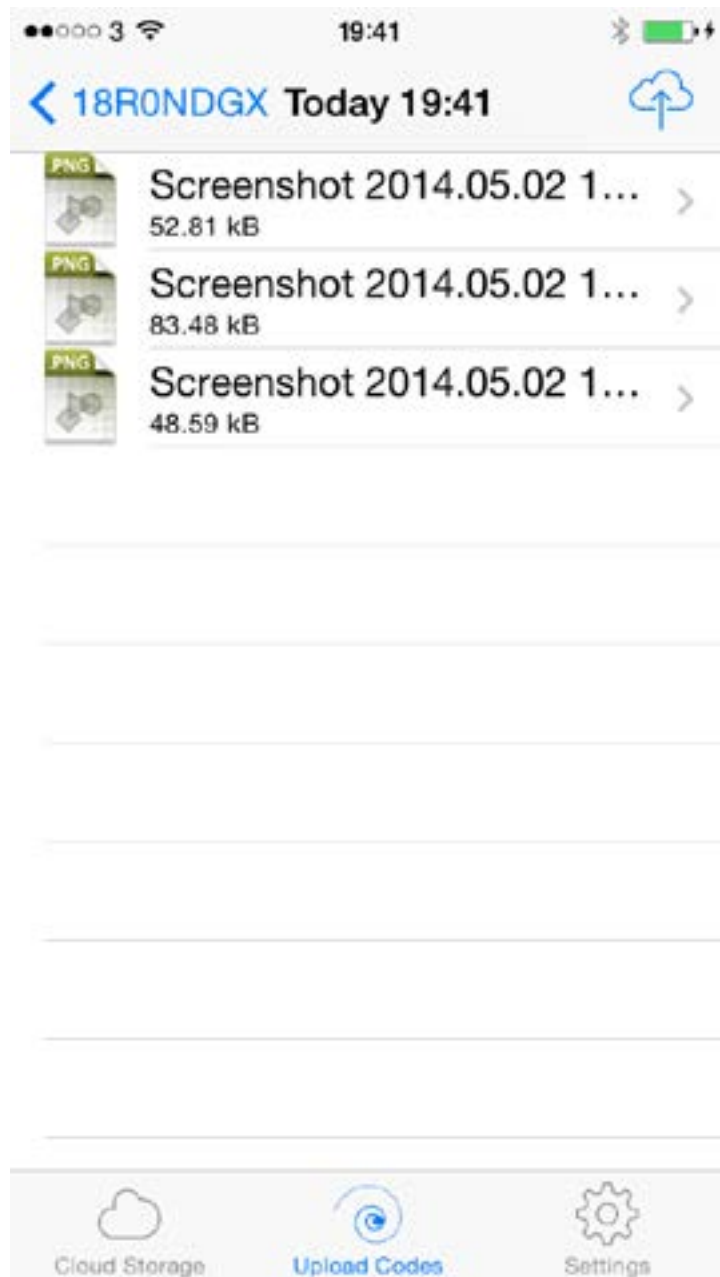 3 19:41
18R0NDGX Today 19:41
PNG
Screenshot 2014.05.02 1...
52.81 kB
PNG
Screenshot 2014.05.02 1...
83.48 kB
PNG
Screenshot 2014.05.02 1...
48.59 kB
Cloud Storage Upload Codes Settings